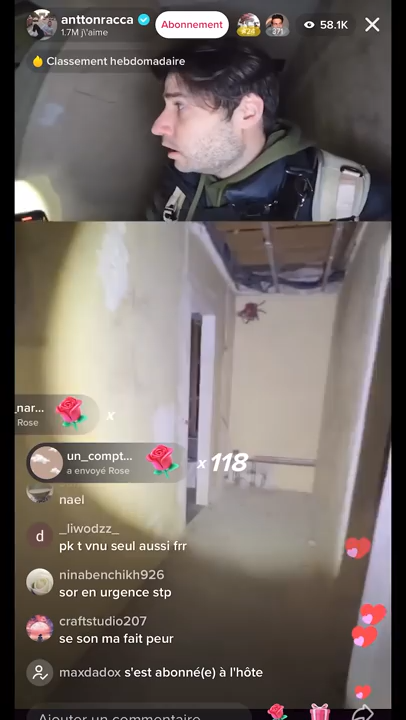 anttonracca
1.7M j\'aime
Abonnement
58.1K
Classement hebdomadaire
_nar...
Rose
x
un_compt...
a envoyé Rose
x 118
nael
_liwodzz_
d
pk t vnu seul aussi frr
ninabenchikh926
sor en urgence stp
craftstudio207
se son ma fait peur
maxdadox s'est abonné(e) à l'hôte
Ajouter un commentaire